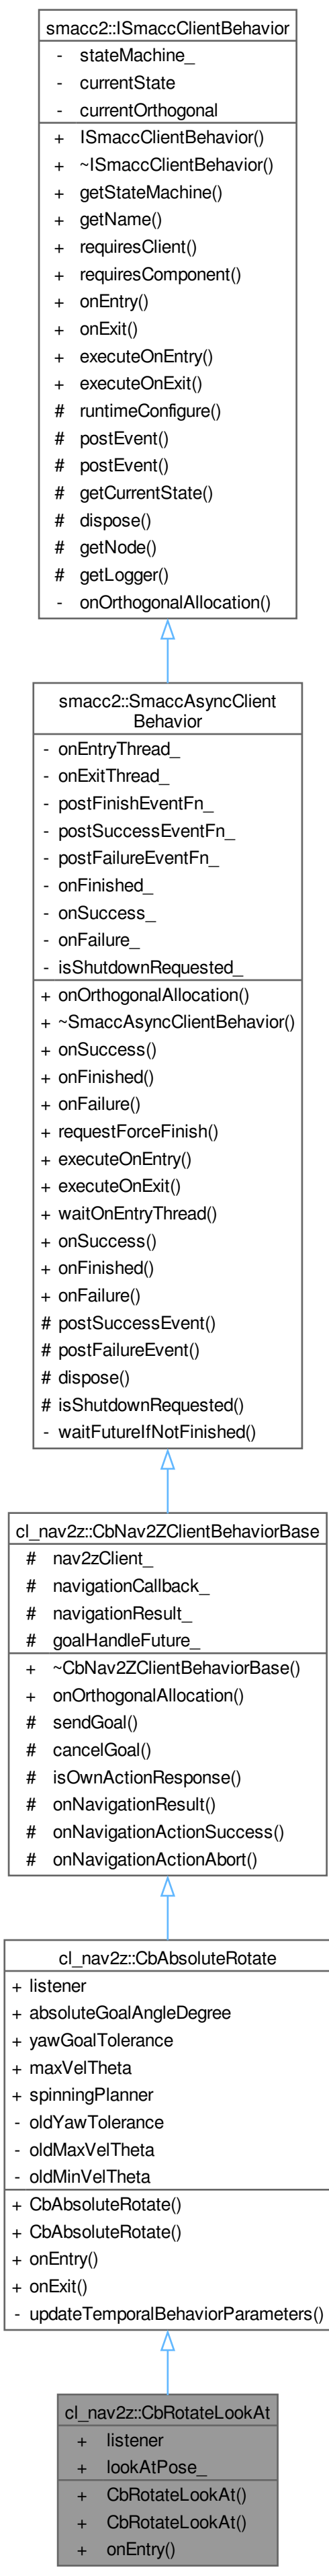 smacc2::ISmaccClientBehavior
- stateMachine_
- currentState
- currentOrthogonal
+ ISmaccClientBehavior()
+ ~ISmaccClientBehavior()
+ getStateMachine()
+ getName()
+ requiresClient()
+ requiresComponent()
+ onEntry()
+ onExit()
+ executeOnEntry()
+ executeOnExit()
# runtimeConfigure()
# postEvent()
# postEvent()
# getCurrentState()
# dispose()
# getNode()
# getLogger()
- onOrthogonalAllocation()
smacc2::SmaccAsyncClient
Behavior
- onEntryThread_
- onExitThread_
- postFinishEventFn_
- postSuccessEventFn_
- postFailureEventFn_
- onFinished_
- onSuccess_
- onFailure_
- isShutdownRequested_
+ onOrthogonalAllocation()
+ ~SmaccAsyncClientBehavior()
+ onSuccess()
+ onFinished()
+ onFailure()
+ requestForceFinish()
+ executeOnEntry()
+ executeOnExit()
+ waitOnEntryThread()
+ onSuccess()
+ onFinished()
+ onFailure()
# postSuccessEvent()
# postFailureEvent()
# dispose()
# isShutdownRequested()
- waitFutureIfNotFinished()
cl_nav2z::CbNav2ZClientBehaviorBase
# nav2zClient_
# navigationCallback_
# navigationResult_
# goalHandleFuture_
+ ~CbNav2ZClientBehaviorBase()
+ onOrthogonalAllocation()
# sendGoal()
# cancelGoal()
# isOwnActionResponse()
# onNavigationResult()
# onNavigationActionSuccess()
# onNavigationActionAbort()
cl_nav2z::CbAbsoluteRotate
+ listener
+ absoluteGoalAngleDegree
+ yawGoalTolerance
+ maxVelTheta
+ spinningPlanner
- oldYawTolerance
- oldMaxVelTheta
- oldMinVelTheta
+ CbAbsoluteRotate()
+ CbAbsoluteRotate()
+ onEntry()
+ onExit()
- updateTemporalBehaviorParameters()
cl_nav2z::CbRotateLookAt
+ listener
+ lookAtPose_
+ CbRotateLookAt()
+ CbRotateLookAt()
+ onEntry()